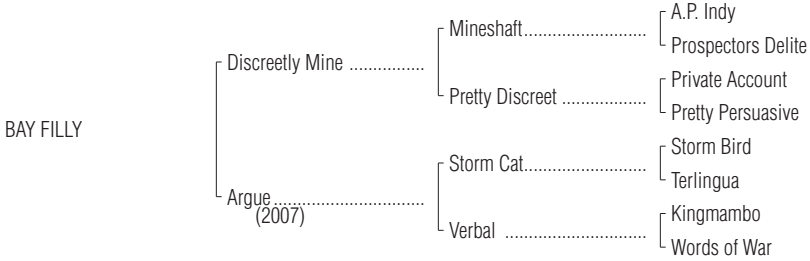 A.P. Indy
Mineshaft..........................
Prospectors Delite
Discreetly Mine ................
Private Account
Pretty Discreet ..................
Pretty Persuasive
BAY FILLY
Storm Bird
Storm Cat..........................
Terlingua
Argue................................
(2007)
Kingmambo
Verbal ..............................
Words of War